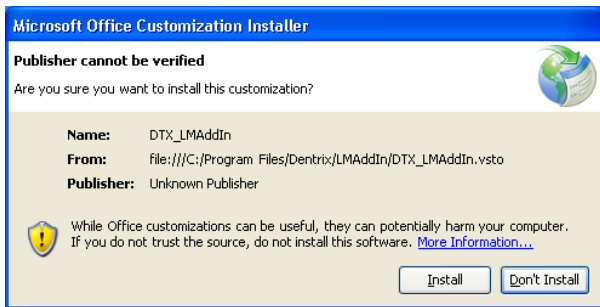 Microsoft Office Customization Installer
Publisher cannot be verified
Are you sure you want to install this customization?
Name: DTX_LMAddIn
From: file:///C:/Program Files/Dentrix/LMAddIn/DTX_LMAddIn.vsto
Publisher: Unknown Publisher
While Office customizations can be useful, they can potentially harm your computer.
If you do not trust the source, do not install this software. More Information...
Install Don't Install